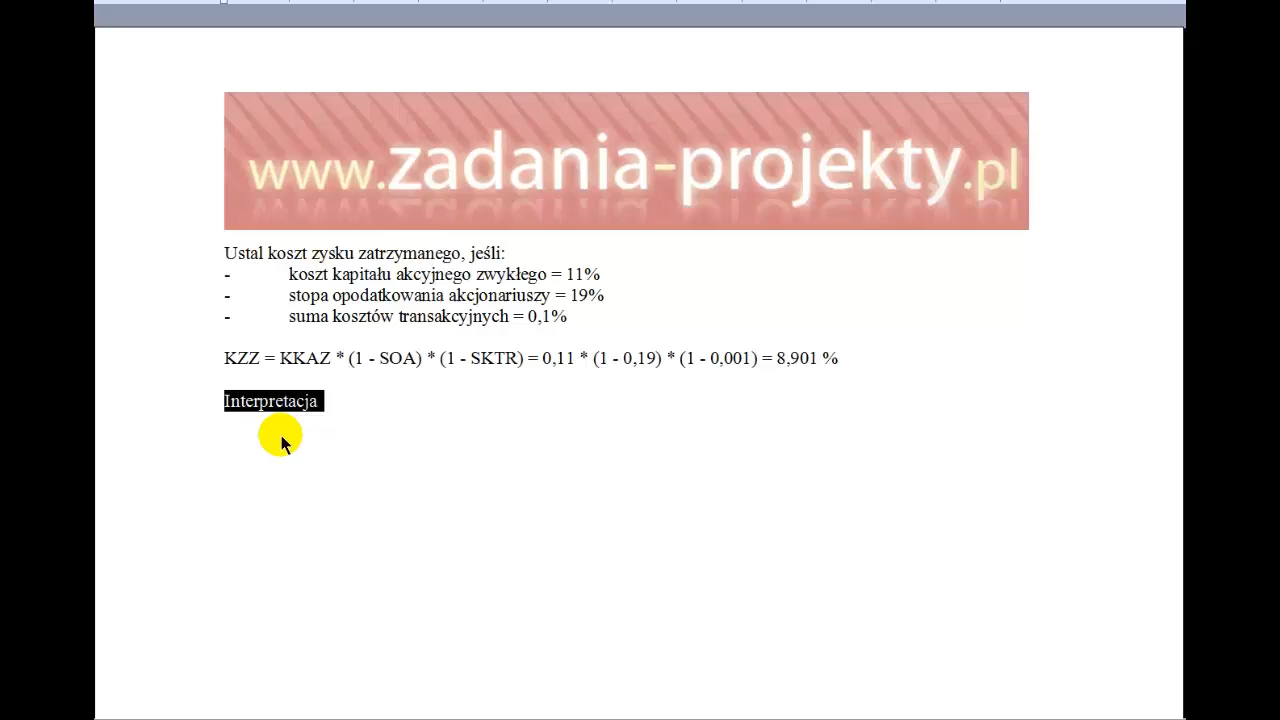 www.zadania-projekty.pl
Ustal koszt zysku zatrzymanego, jeśli:
- koszt kapitału akcyjnego zwykłego = 11%
- stopa opodatkowania akcjonariuszy = 19%
- suma kosztów transakcyjnych = 0,1%
KZZ = KKAZ * (1 - SOA) * (1 - SKTR) = 0,11 * (1 - 0,19) * (1 - 0,001) = 8,901 %
Interpretacja